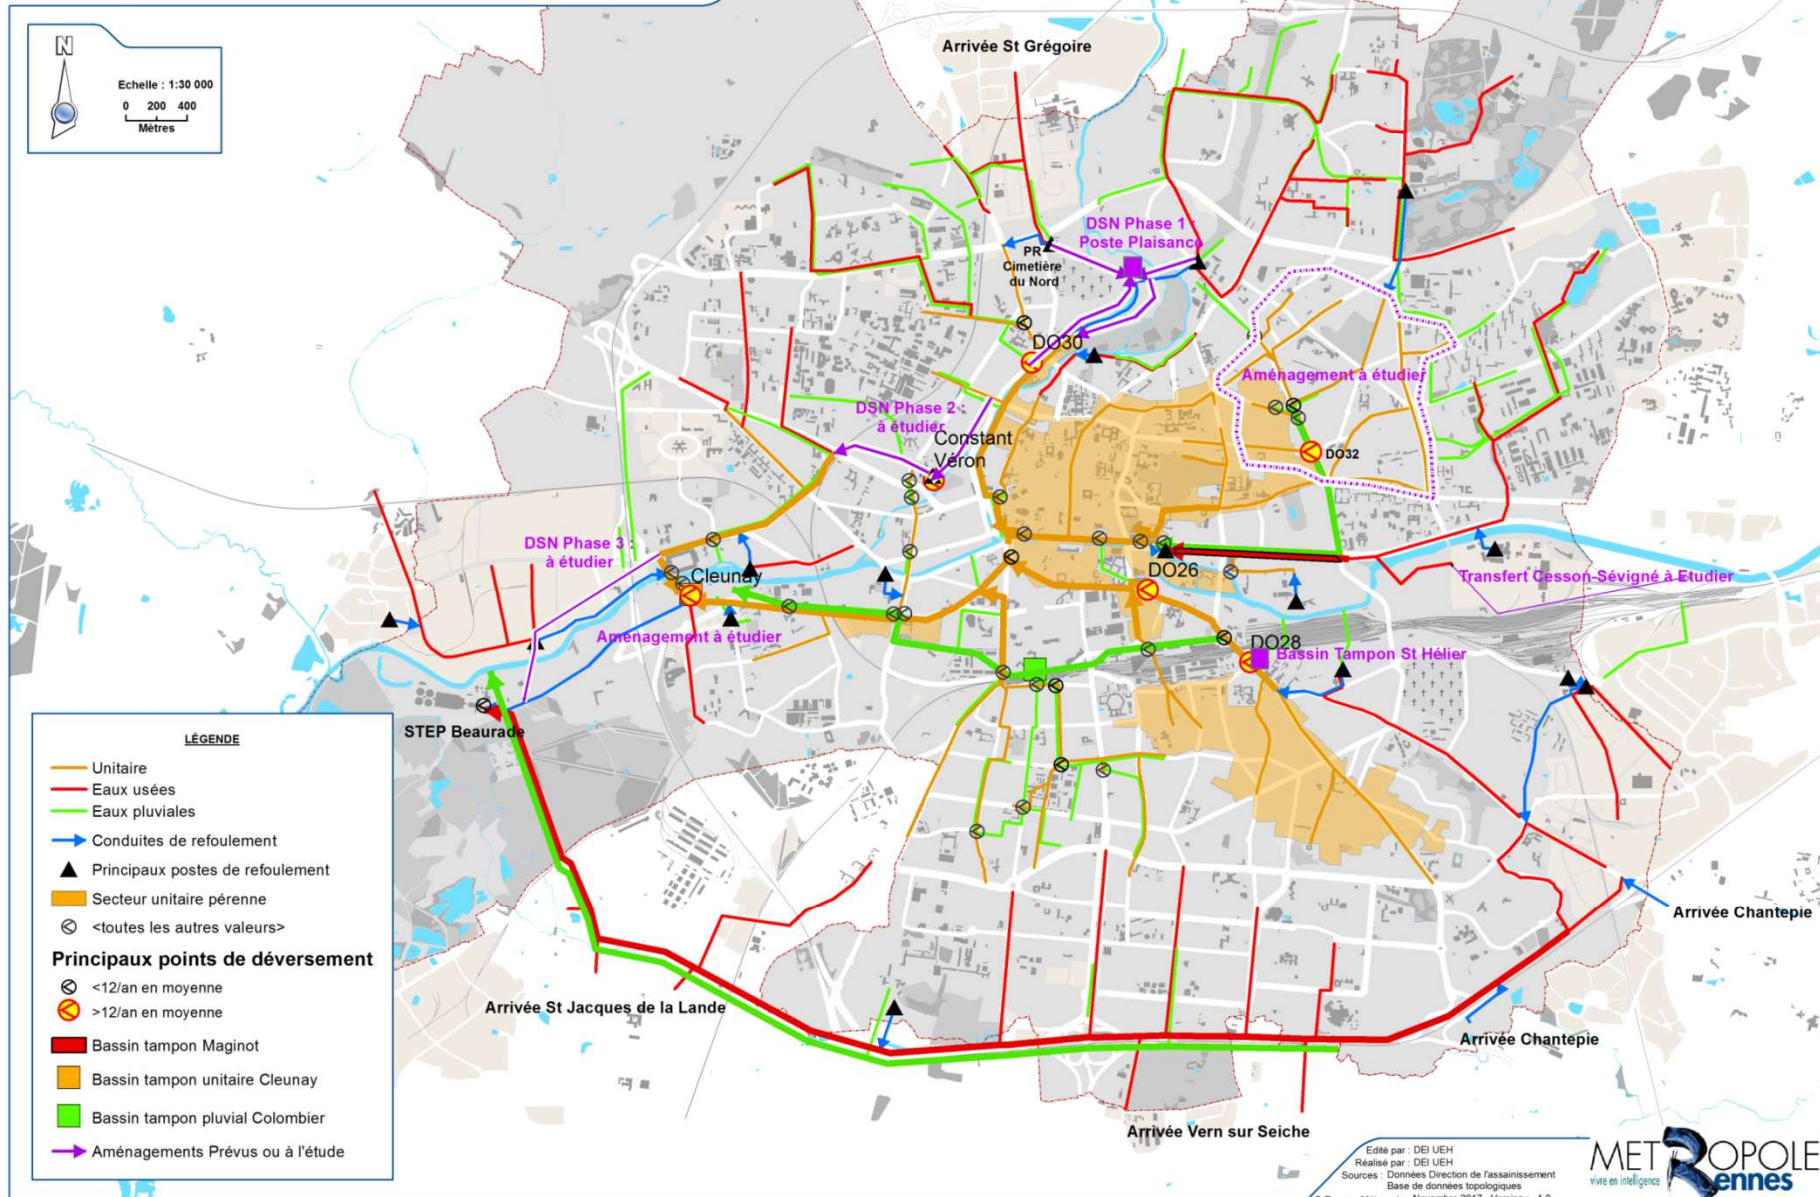 N
Echelle : 1:30 000
0 200 400
Mètres
Arrivée St Grégoire
DSN Phase 1 :
Poste Plaisance
PR
Cimetière
du Nord
DO30
Aménagement à étudier
DSN Phase 2 :
à étudier
Constant
Véron
DO32
DSN Phase 3 :
à étudier
Cleunay
DO26
Transfert Cesson-Sévigné à Etudier
Aménagement à étudier
DO28
Bassin Tampon St Hélier
STEP Beaurade
LÉGENDE
Unitaire
Eaux usées
Eaux pluviales
Conduites de refoulement
Principaux postes de refoulement
Secteur unitaire pérenne
<toutes les autres valeurs>
Principaux points de déversement
<12/an en moyenne
>12/an en moyenne
Bassin tampon Maginot
Bassin tampon unitaire Cleunay
Bassin tampon pluvial Colombier
Aménagements Prévus ou à l'étude
Arrivée Chantepie
Arrivée St Jacques de la Lande
Arrivée Chantepie
Arrivée Vern sur Seiche
Edité par : DEI UEH
Réalisé par : DEI UEH
Sources : Données Direction de l'assainissement
Base de données topologiques
METROPOLE
vivre en intelligence
Rennes